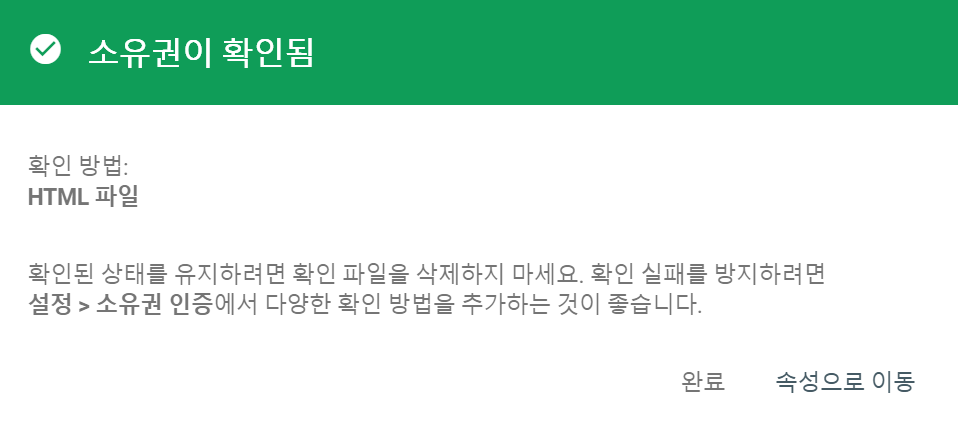 소유권이 확인됨
확인 방법:
HTML 파일
확인된 상태를 유지하려면 확인 파일을 삭제하지 마세요. 확인 실패를 방지하려면
설정 > 소유권 인증에서 다양한 확인 방법을 추가하는 것이 좋습니다.
완료 속성으로 이동